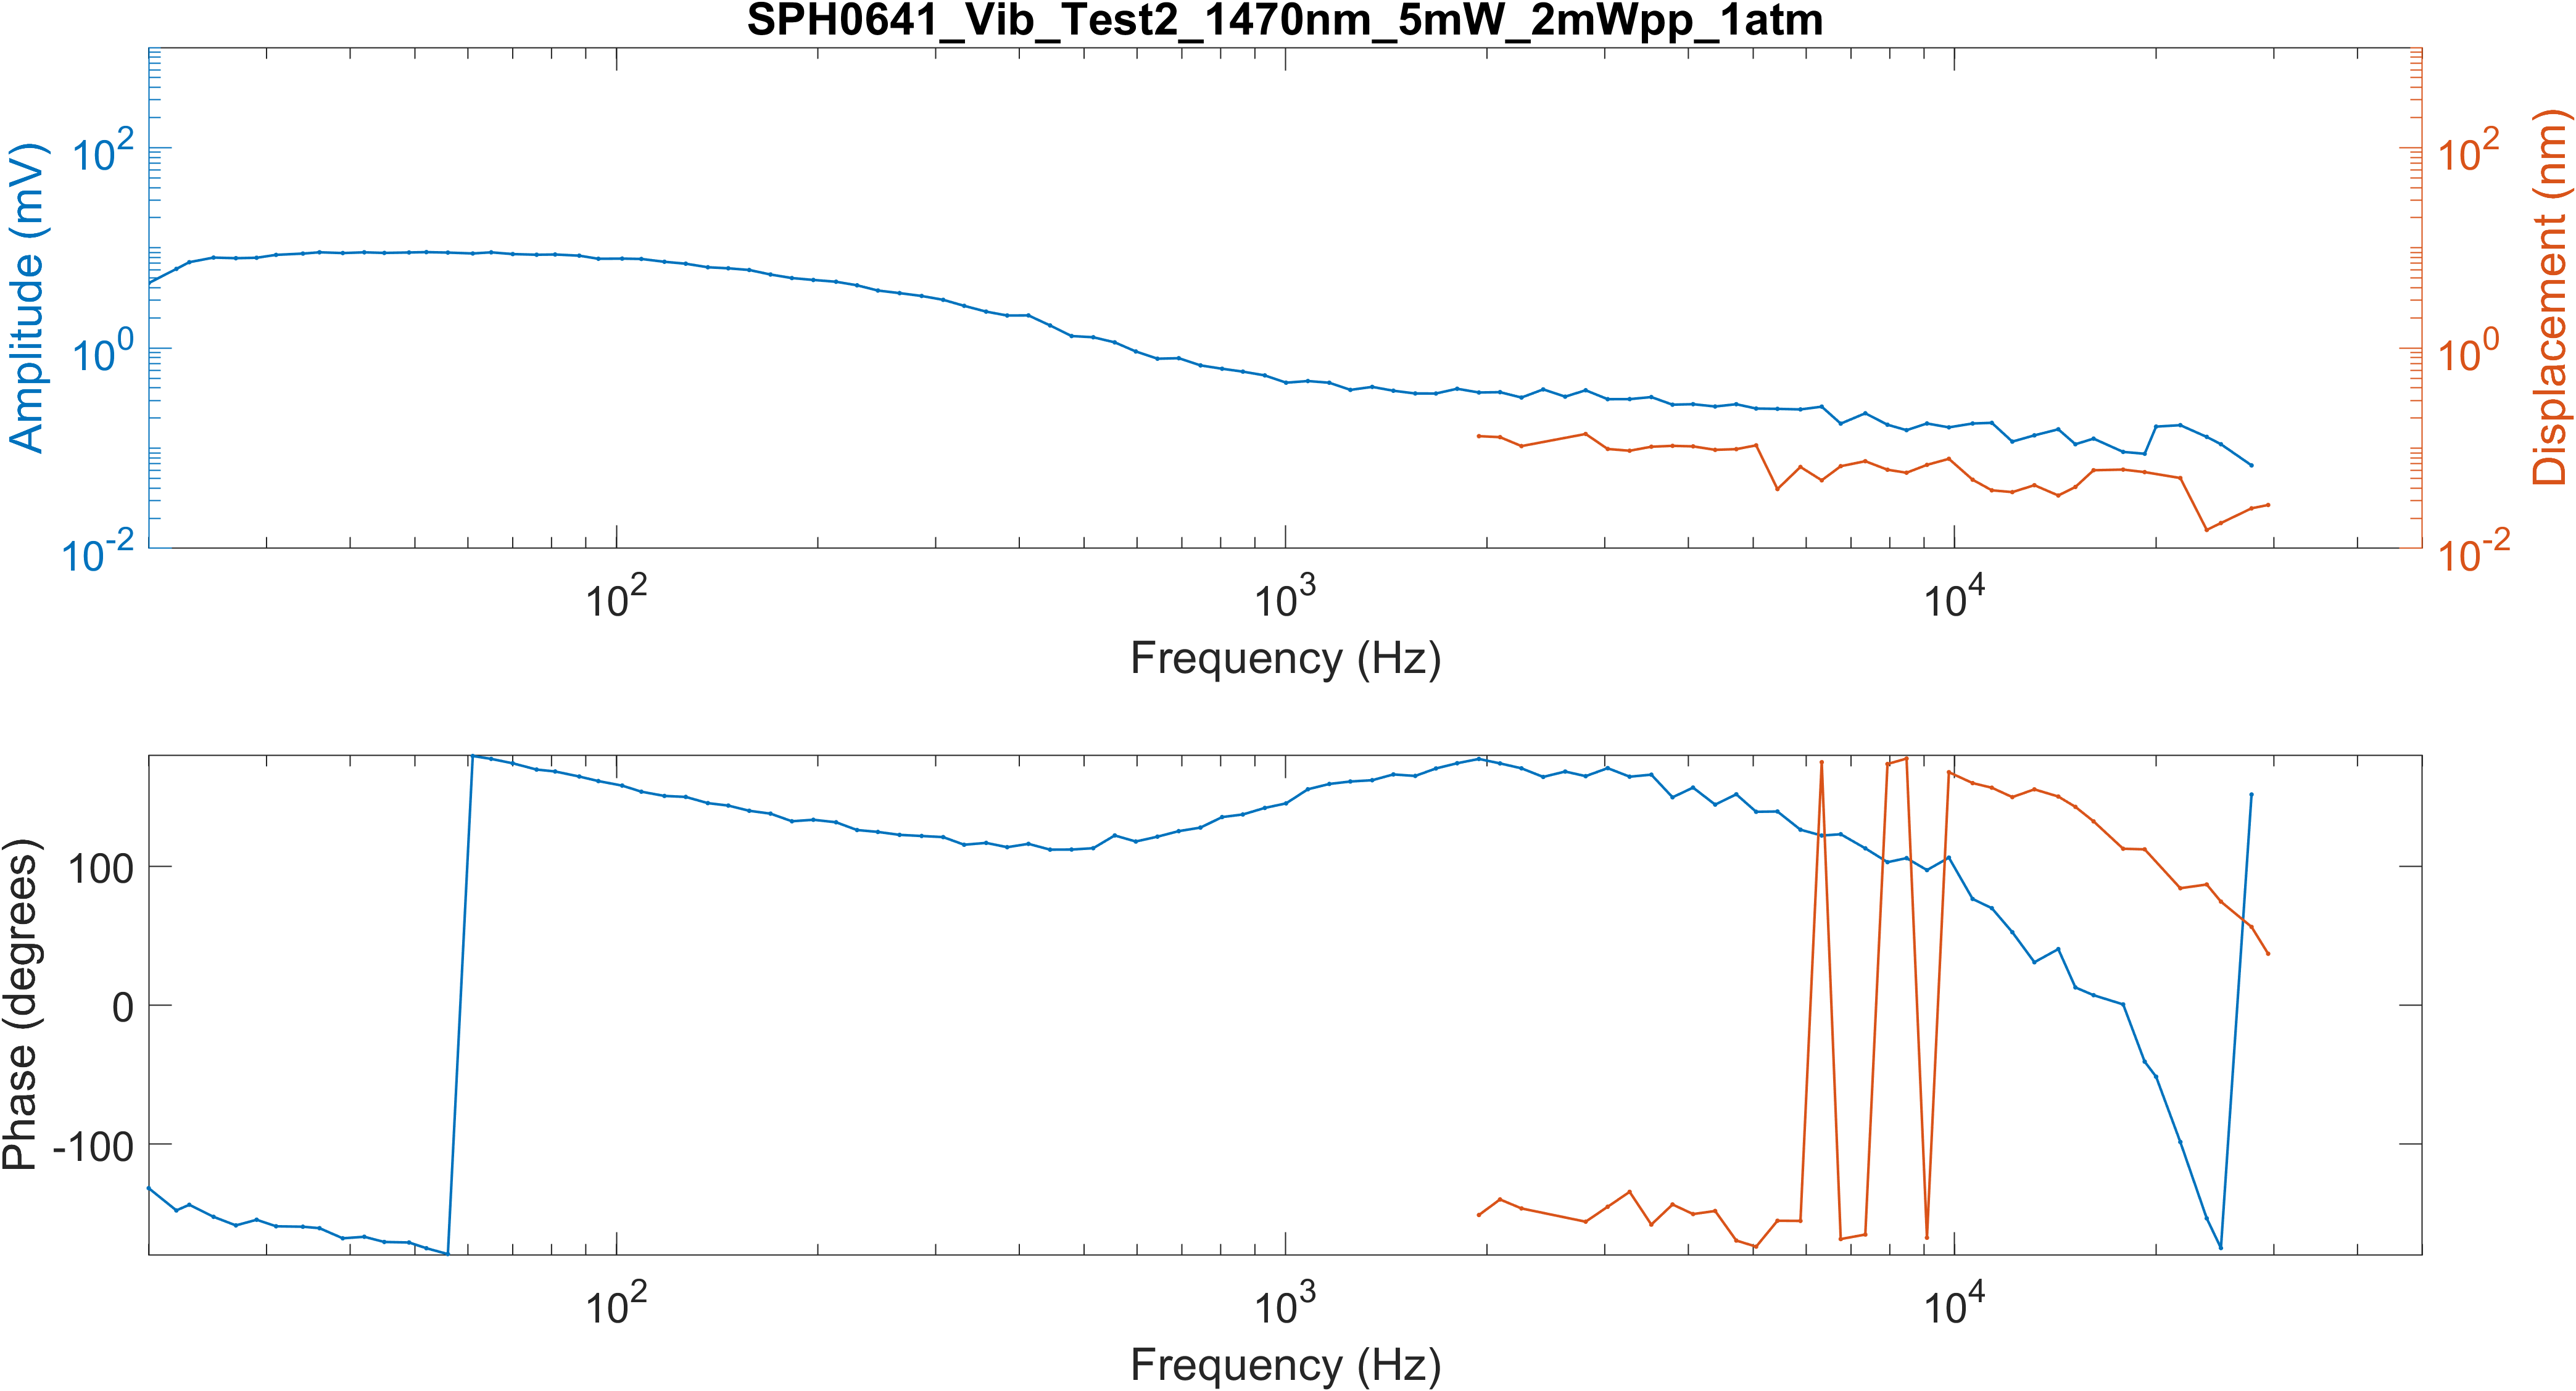 SPH0641_Vib_Test2_1470nm_5mW_2mWpp_1atm
Amplitude (mV)
10^2
10^0
10^-2
10^2
10^0
10^-2
Displacement (nm)
10^2
10^3
10^4
Frequency (Hz)
Phase (degrees)
100
0
-100
10^2
10^3
10^4
Frequency (Hz)